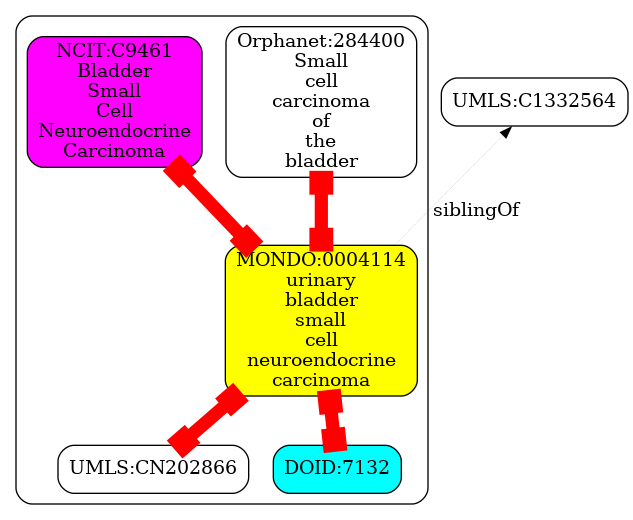 NCIT:C9461
Bladder
Small
Cell
Neuroendocrine
Carcinoma
Orphanet:284400
Small
cell
carcinoma
of
the
bladder
UMLS:C1332564
siblingOf
MONDO:0004114
urinary
bladder
small
cell
neuroendocrine
carcinoma
UMLS:CN202866
DOID:7132